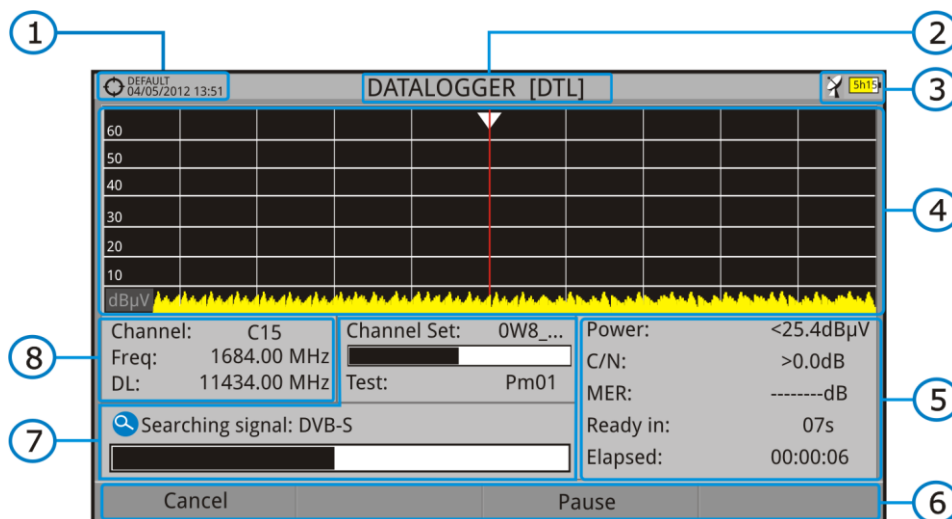 1
2
3
DEFAULT
04/05/2012 13:51
DATALOGGER [DTL]
5h15
60
50
40
30
20
10
dBµV
4
Channel: C15
Freq: 1684.00 MHz
DL: 11434.00 MHz
8
Channel Set: 0W8_...
Test: Pm01
Power: <25.4dBµV
C/N: >0.0dB
MER: --------dB
Ready in: 07s
Elapsed: 00:00:06
5
7
Searching signal: DVB-S
Cancel
Pause
6